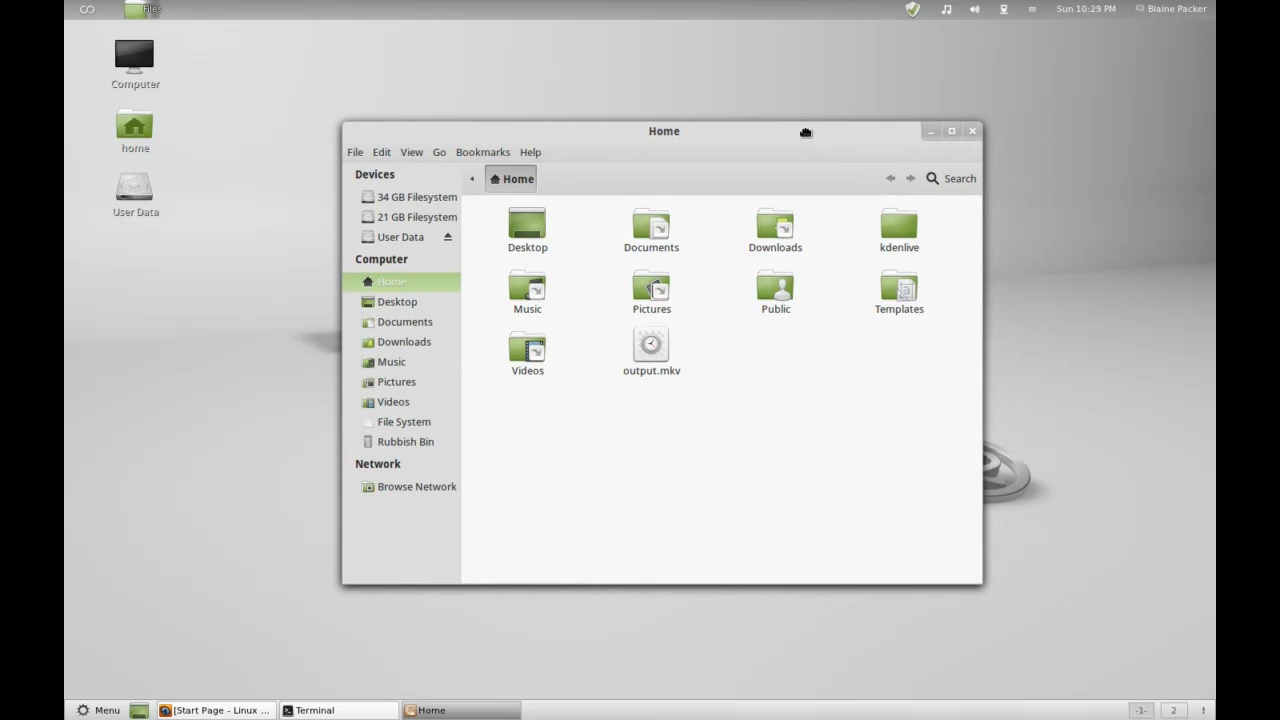 Files
Sun 10:29 PM
Blaine Packer
Computer
home
User Data
Home
File Edit View Go Bookmarks Help
Devices
34 GB Filesystem
21 GB Filesystem
User Data
Computer
Home
Desktop
Documents
Downloads
Music
Pictures
Videos
File System
Rubbish Bin
Network
Browse Network
Home
Search
Desktop
Documents
Downloads
kdenlive
Music
Pictures
Public
Templates
Videos
output.mkv
Menu
[Start Page - Linux ...
Terminal
Home
-1-
2
!